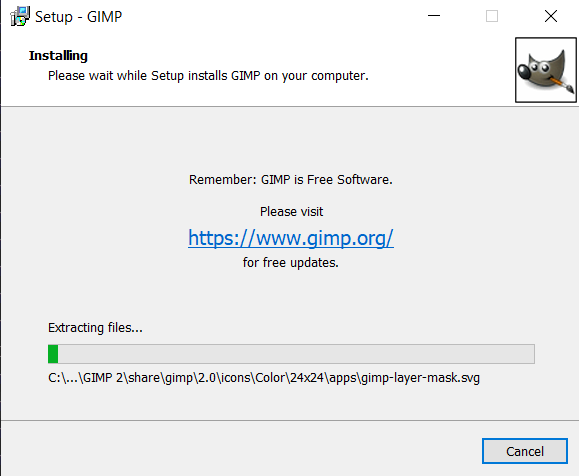 Setup - GIMP
Installing
Please wait while Setup installs GIMP on your computer.
Remember: GIMP is Free Software.
Please visit
https://www.gimp.org/
for free updates.
Extracting files...
C:\...\GIMP 2\share\gimp\2.0\icons\Color\24x24\apps\gimp-layer-mask.svg
Cancel